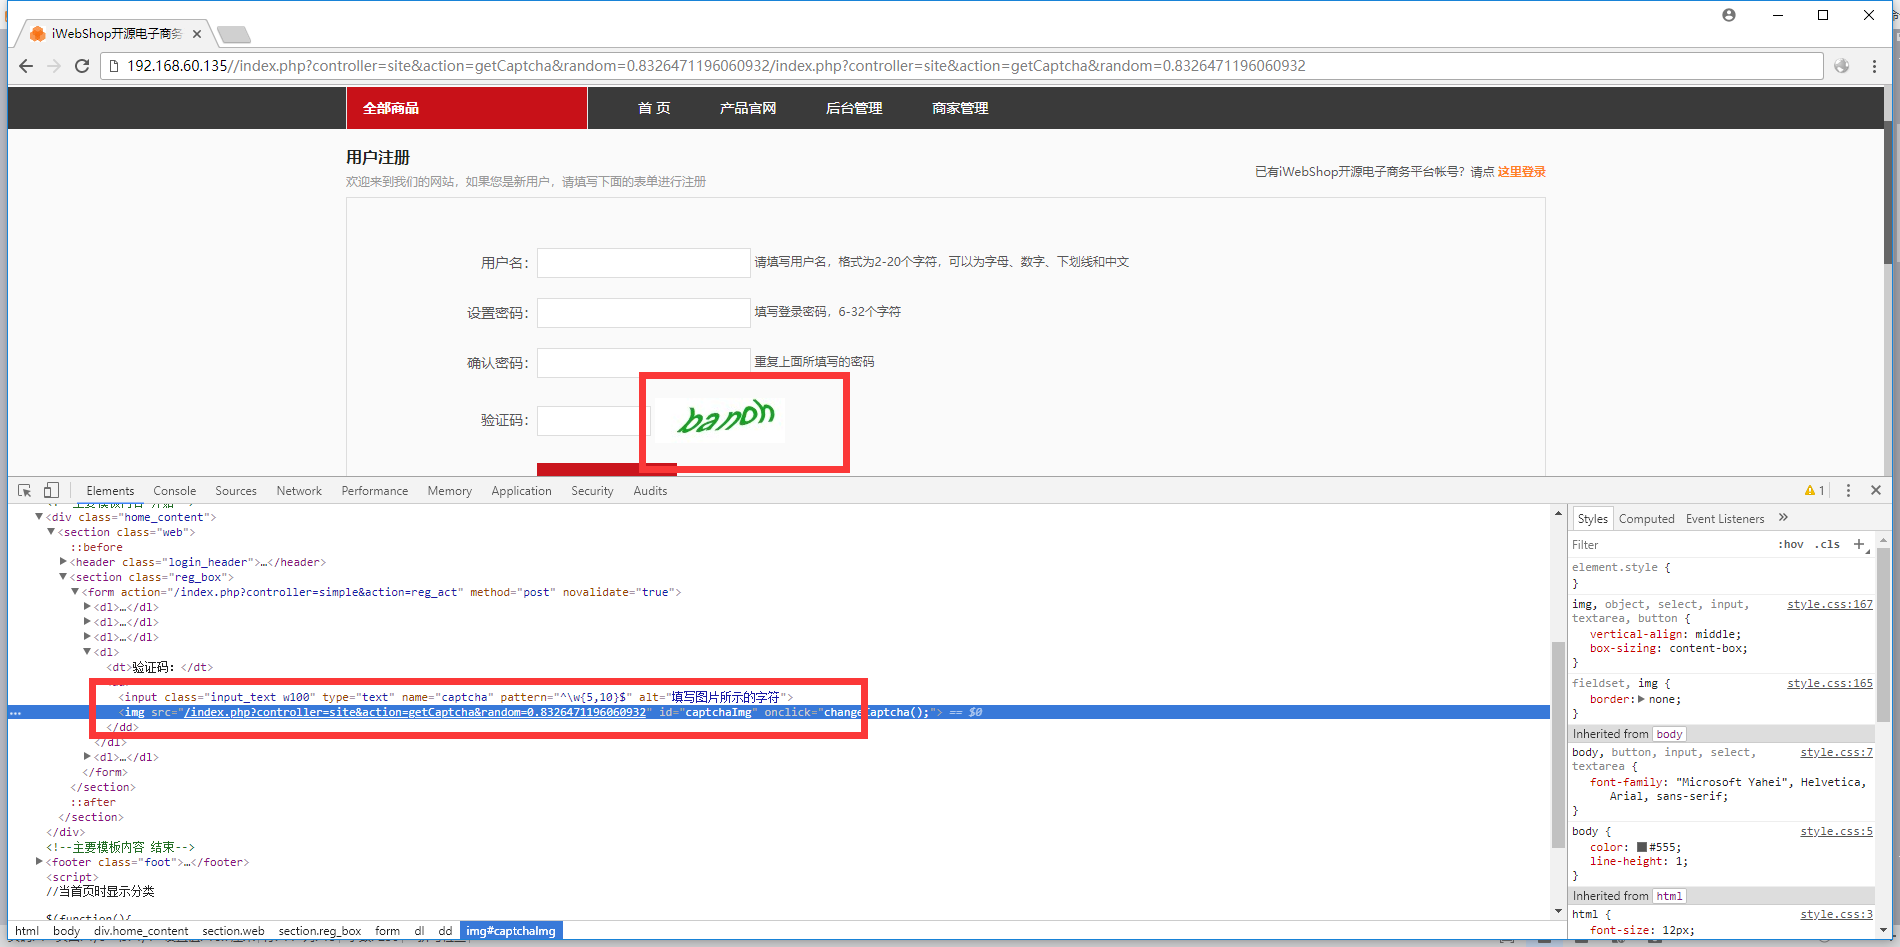 iWebShop开源电子商务
192.168.60.135//index.php?controller=site&action=getCaptcha&random=0.8326471196060932/index.php?controller=site&action=getCaptcha&random=0.8326471196060932
全部商品 首 页 产品官网 后台管理 商家管理
用户注册
欢迎来到我们的网站，如果您是新用户，请填写下面的表单进行注册
已有iWebShop开源电子商务平台帐号？请点 这里登录
用户名： 请填写用户名，格式为2-20个字符，可以为字母、数字、下划线和中文
设置密码： 填写登录密码，6-32个字符
确认密码： 重复上面所填写的密码
验证码： banon
Elements Console Sources Network Performance Memory Application Security Audits 1
<div class="home_content">
<section class="web">
::before
<header class="login_header">…</header>
<section class="reg_box">
<form action="/index.php?controller=simple&action=reg_act" method="post" novalidate="true">
<dl>…</dl>
<dl>…</dl>
<dl>…</dl>
<dl>
<dt>验证码：</dt>
<input class="input_text w100" type="text" name="captcha" pattern="^\w{5,10}$" alt="填写图片所示的字符">
<img src="/index.php?controller=site&action=getCaptcha&random=0.8326471196060932" id="captchaImg" onclick="changeCaptcha();"> == $0
</dd>
</dl>
<dl>…</dl>
</form>
</section>
::after
</section>
</div>
<!--主要模板内容 结束-->
<footer class="foot">…</footer>
<script>
//当首页时显示分类
$(function(){
html body div.home_content section.web section.reg_box form dl dd img#captchaImg
Styles Computed Event Listeners »
Filter :hov .cls +
element.style {
}
img, object, select, input, style.css:167
textarea, button {
vertical-align: middle;
box-sizing: content-box;
}
fieldset, img { style.css:165
border: none;
}
Inherited from body
body, button, input, select, style.css:7
textarea {
font-family: "Microsoft Yahei", Helvetica,
Arial, sans-serif;
}
body { style.css:5
color: #555;
line-height: 1;
}
Inherited from html
html { style.css:3
font-size: 12px;